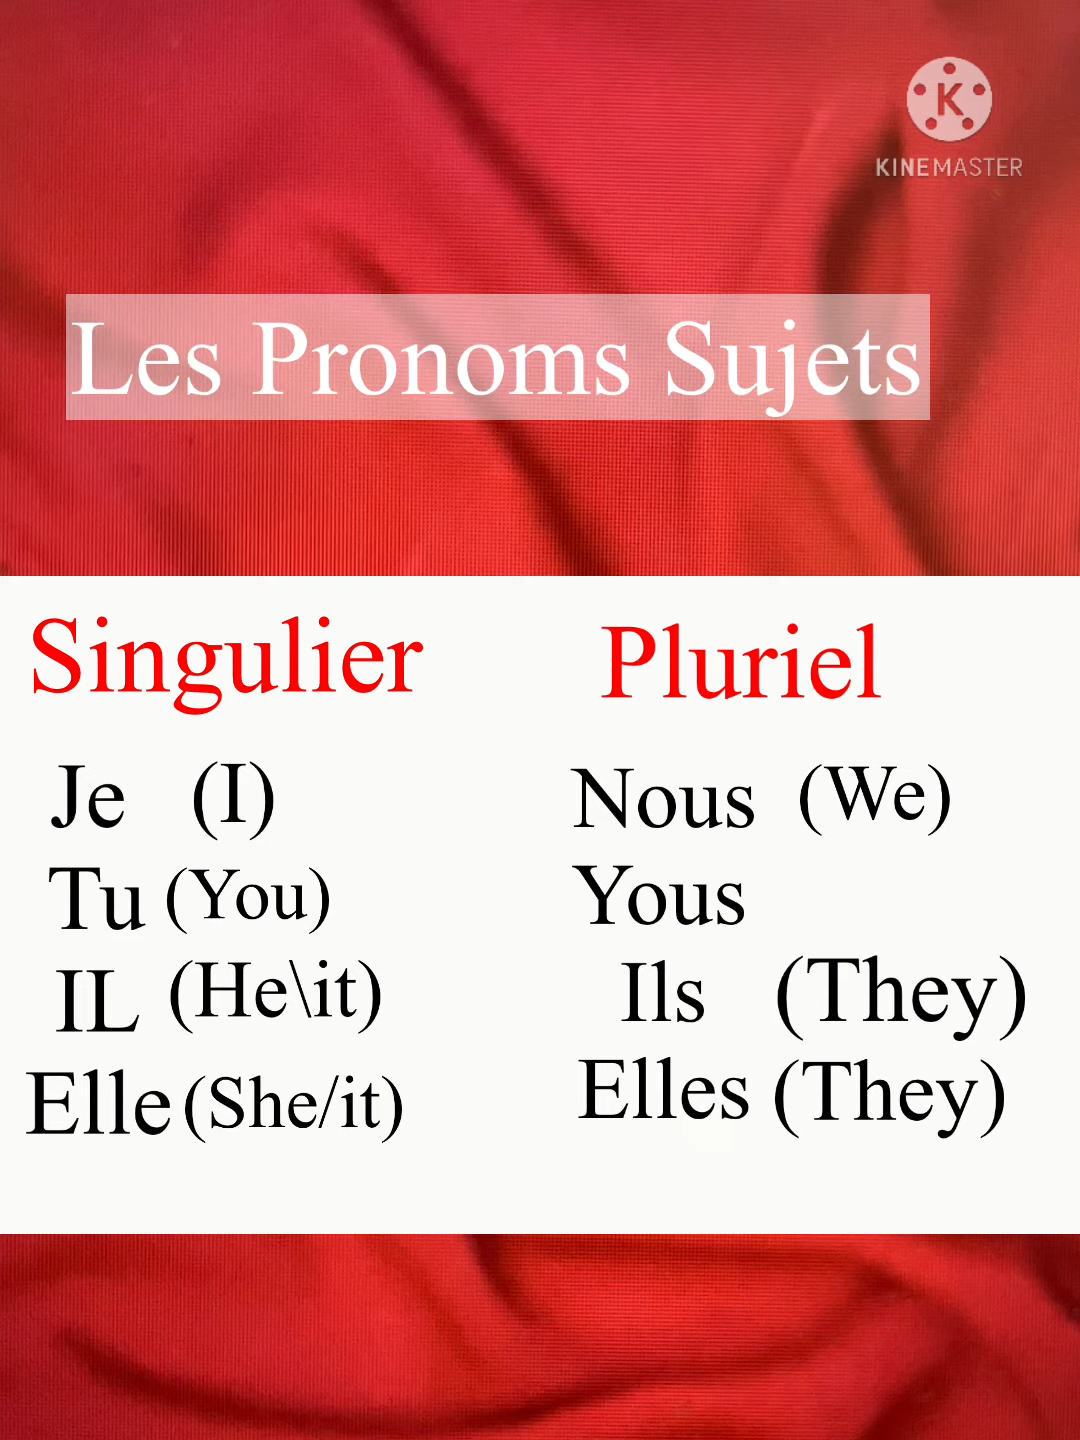 K
KINEMASTER
Les Pronoms Sujets
Singulier
Je (I)
Tu (You)
IL (He\it)
Elle (She/it)
Pluriel
Nous (We)
Yous
Ils (They)
Elles (They)